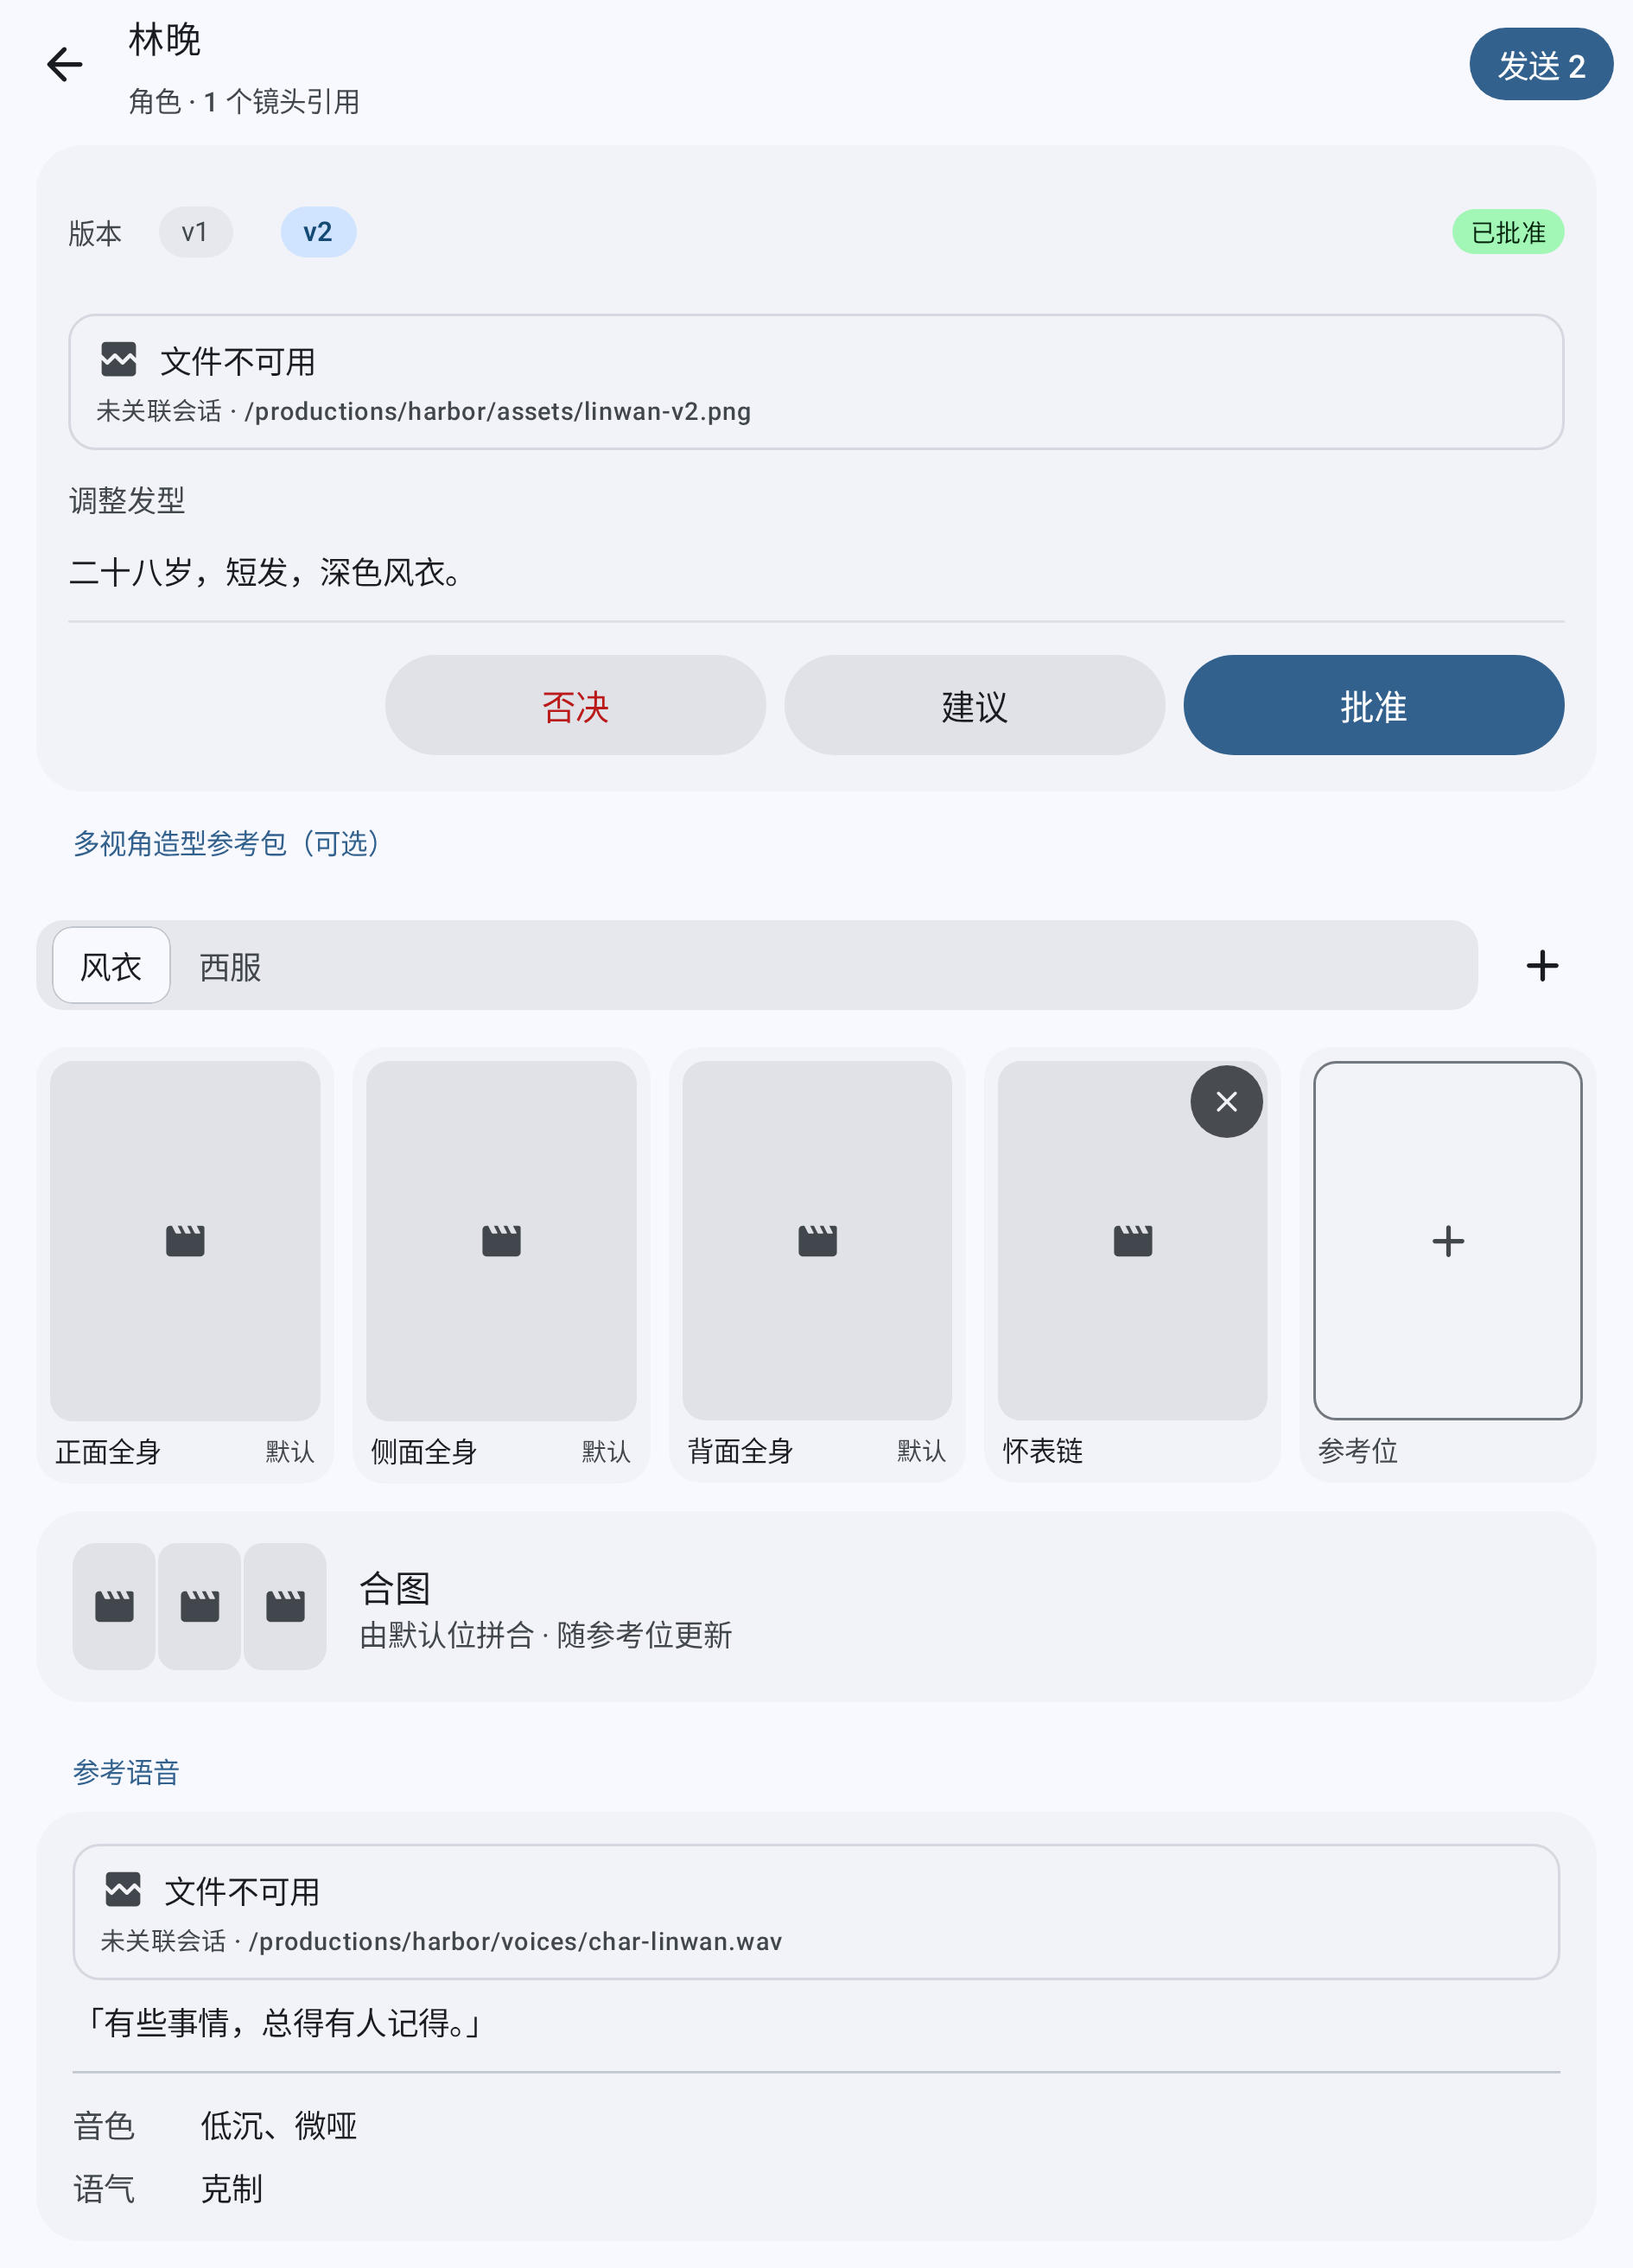 林晚
角色 · 1 个镜头引用
发送 2
版本 v1 v2 已批准
文件不可用
未关联会话 · /productions/harbor/assets/linwan-v2.png
调整发型
二十八岁，短发，深色风衣。
否决 建议 批准
多视角造型参考包（可选）
风衣 西服
正面全身 默认 侧面全身 默认 背面全身 默认 怀表链 参考位
合图
由默认位拼合 · 随参考位更新
参考语音
文件不可用
未关联会话 · /productions/harbor/voices/char-linwan.wav
「有些事情，总得有人记得。」
音色 低沉、微哑
语气 克制